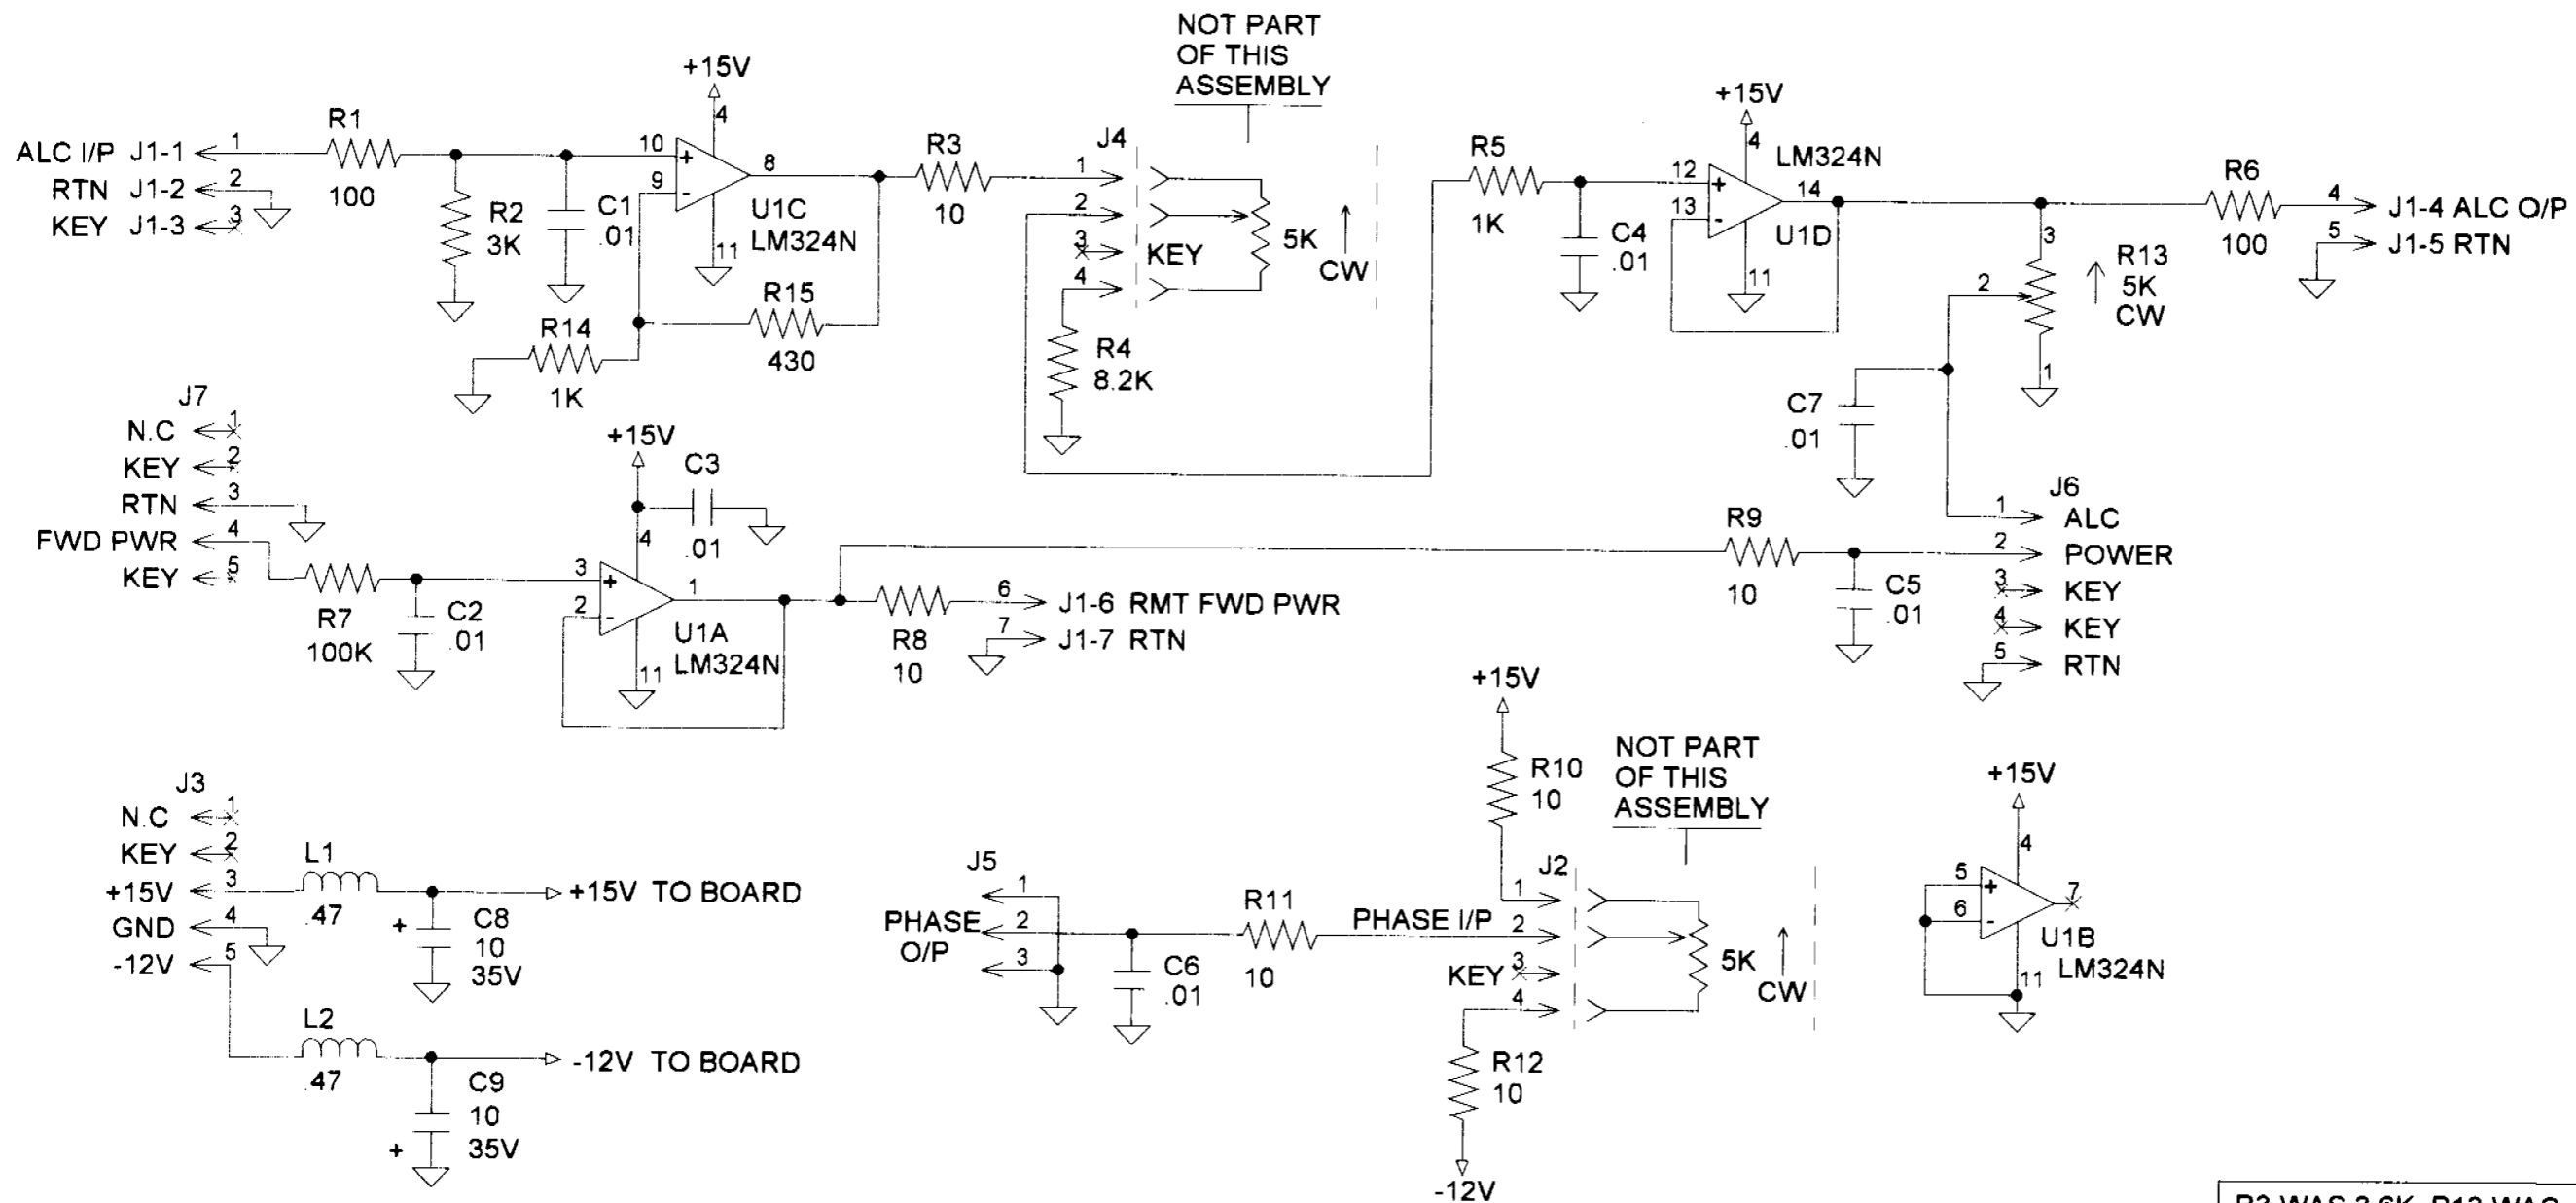 NOT PART
OF THIS
ASSEMBLY
+15V
4
ALC I/P J1-1
1
R1
100
RTN J1-2
2
KEY J1-3
3
R2
3K
C1
.01
10
+
9
-
8
11
U1C
LM324N
R3
10
R15
430
R14
1K
J4
1
2
3
KEY
4
5K
CW
R4
8.2K
R5
1K
C4
.01
+15V
4
LM324N
12
+
13
-
14
11
U1D
R6
100
4
J1-4 ALC O/P
5
J1-5 RTN
3
R13
5K
CW
2
1
C7
.01
J7
N.C
1
KEY
2
RTN
3
FWD PWR
4
KEY
5
R7
100K
C2
.01
+15V
C3
.01
4
3
+
2
-
1
11
U1A
LM324N
R8
10
6
J1-6 RMT FWD PWR
7
J1-7 RTN
R9
10
C5
.01
J6
1
ALC
2
POWER
3
KEY
4
KEY
5
RTN
J3
N.C
1
KEY
2
+15V
3
GND
4
-12V
5
L1
.47
+15V TO BOARD
+
C8
10
35V
L2
.47
-12V TO BOARD
C9
10
35V
+
J5
1
PHASE
O/P
2
3
C6
.01
R11
10
PHASE I/P
+15V
R10
10
NOT PART
OF THIS
ASSEMBLY
J2
1
2
KEY
3
4
5K
CW
R12
10
-12V
+15V
4
5
+
6
-
7
11
U1B
LM324N